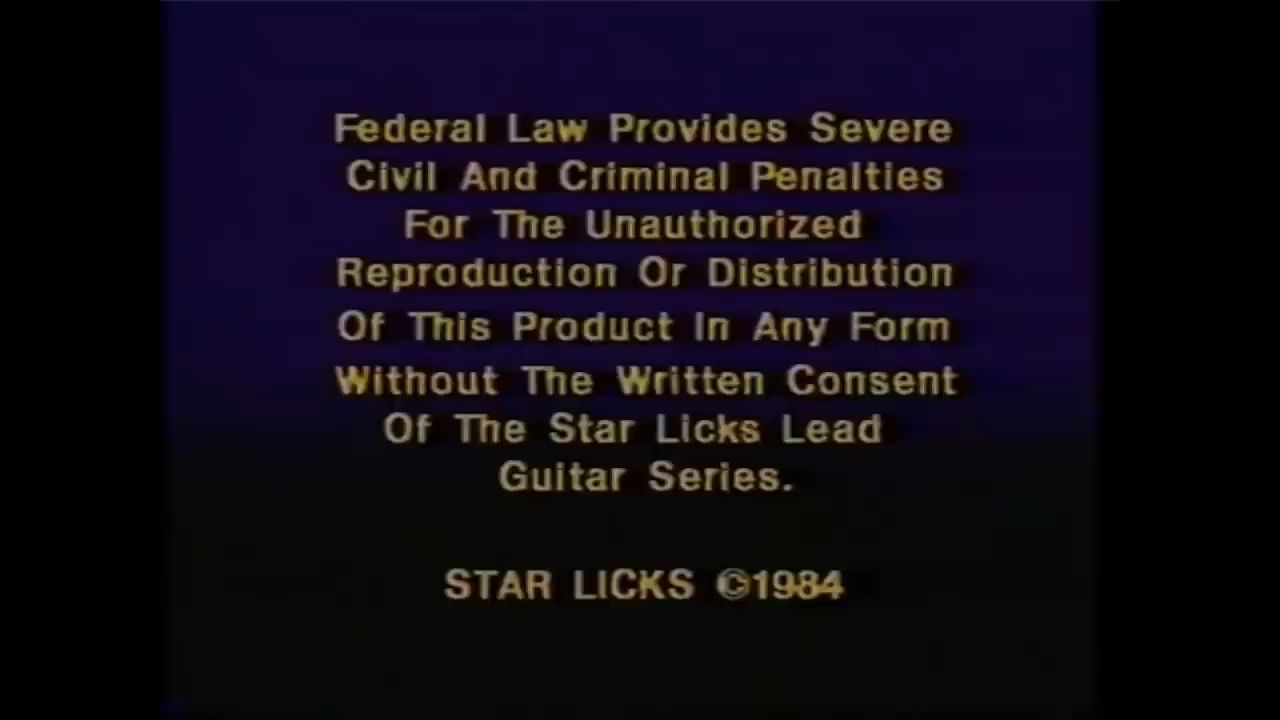 Federal Law Provides Severe
Civil And Criminal Penalties
For The Unauthorized
Reproduction Or Distribution
Of This Product In Any Form
Without The Written Consent
Of The Star Licks Lead
Guitar Series.
STAR LICKS ©1984